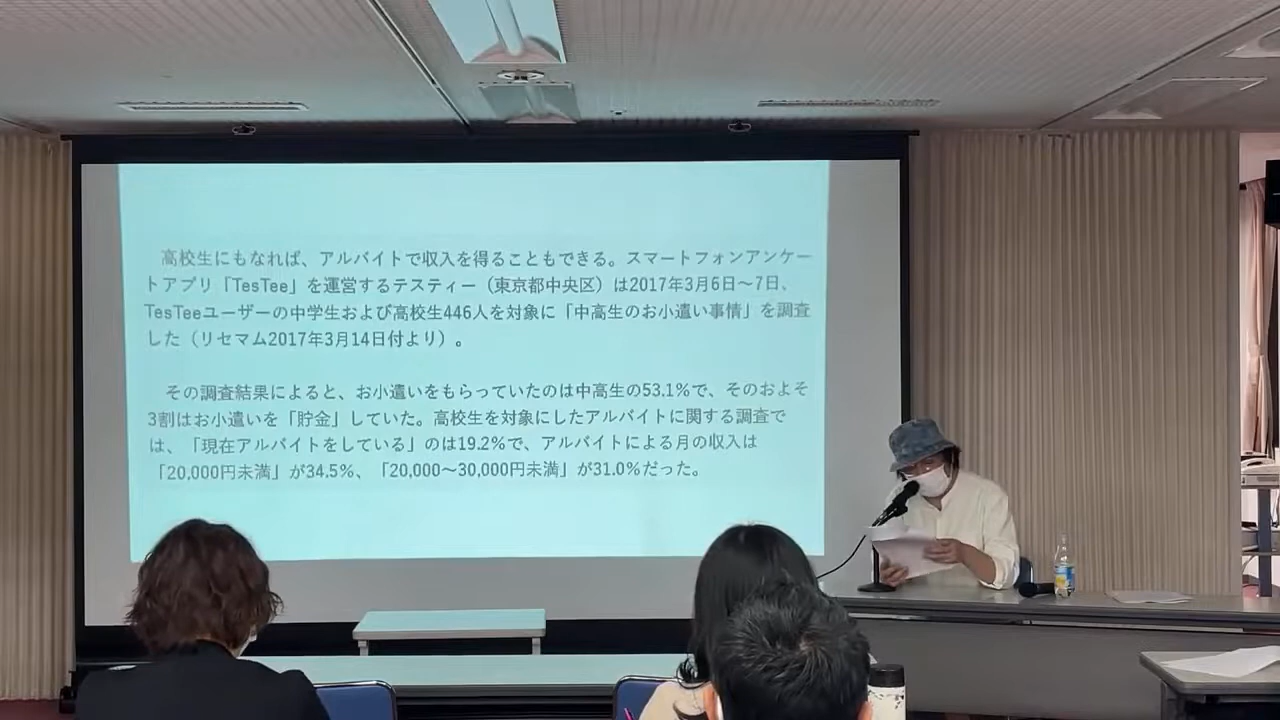 高校生にもなれば、アルバイトで収入を得ることもできる。スマートフォンアンケー
トアプリ「TesTee」を運営するテスティー（東京都中央区）は2017年3月6日～7日、
TesTeeユーザーの中学生および高校生446人を対象に「中高生のお小遣い事情」を調査
した（リセマム2017年3月14日付より）。
その調査結果によると、お小遣いをもらっていたのは中高生の53.1%で、そのおよそ
3割はお小遣いを「貯金」していた。高校生を対象にしたアルバイトに関する調査で
は、「現在アルバイトをしている」のは19.2%で、アルバイトによる月の収入は
「20,000円未満」が34.5%、「20,000～30,000円未満」が31.0%だった。